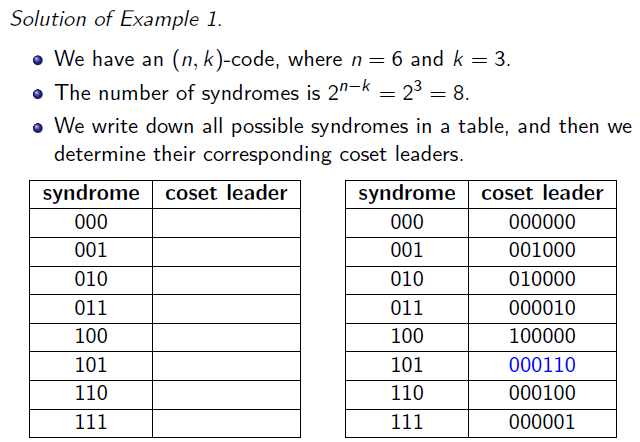 Solution of Example 1.
We have an (n, k)-code, where n = 6 and k = 3.
The number of syndromes is 2^{n−k} = 2^3 = 8.
We write down all possible syndromes in a table, and then we
determine their corresponding coset leaders.
syndrome coset leader
000
001
010
011
100
101
110
111
syndrome coset leader
000 000000
001 001000
010 010000
011 000010
100 100000
101 000110
110 000100
111 000001